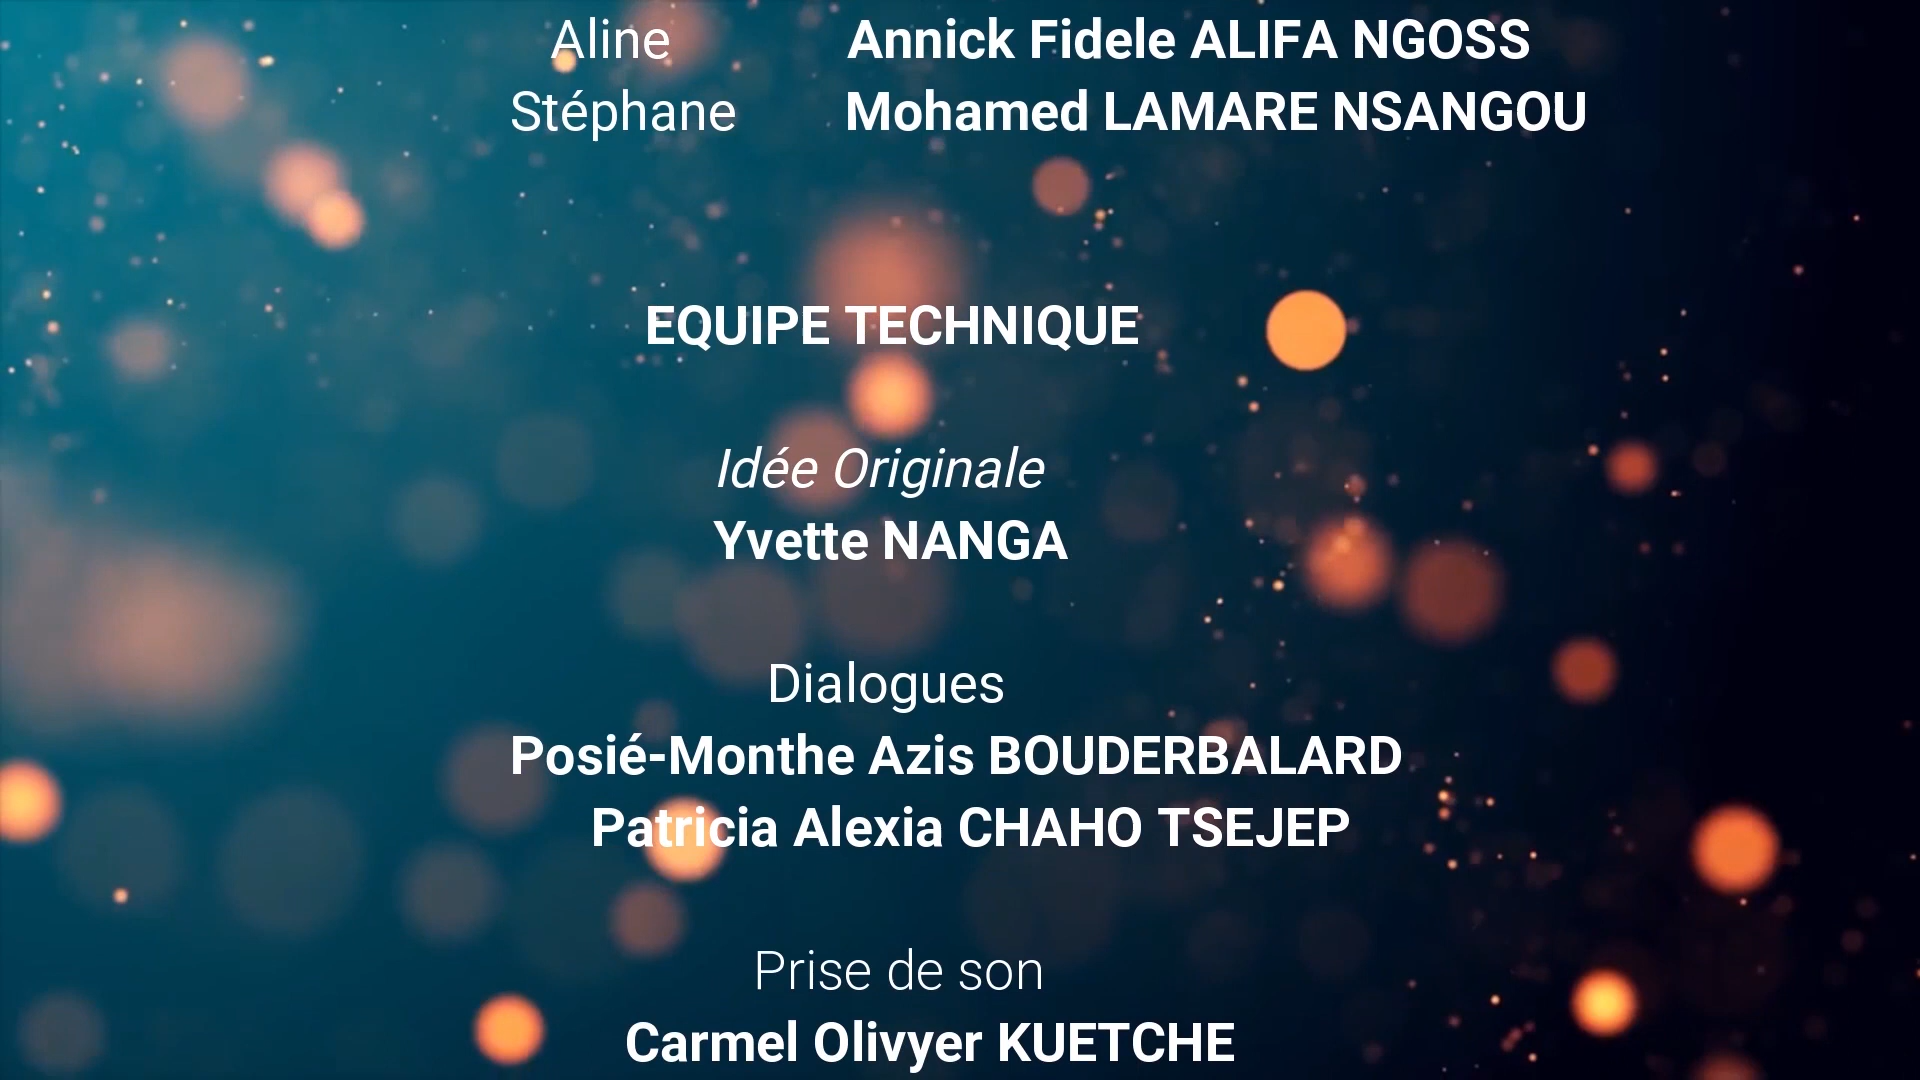 Aline Annick Fidele ALIFA NGOSS
Stéphane Mohamed LAMARE NSANGOU
EQUIPE TECHNIQUE
Idée Originale
Yvette NANGA
Dialogues
Posié-Monthe Azis BOUDERBALARD
Patricia Alexia CHAHO TSEJEP
Prise de son
Carmel Olivyer KUETCHE